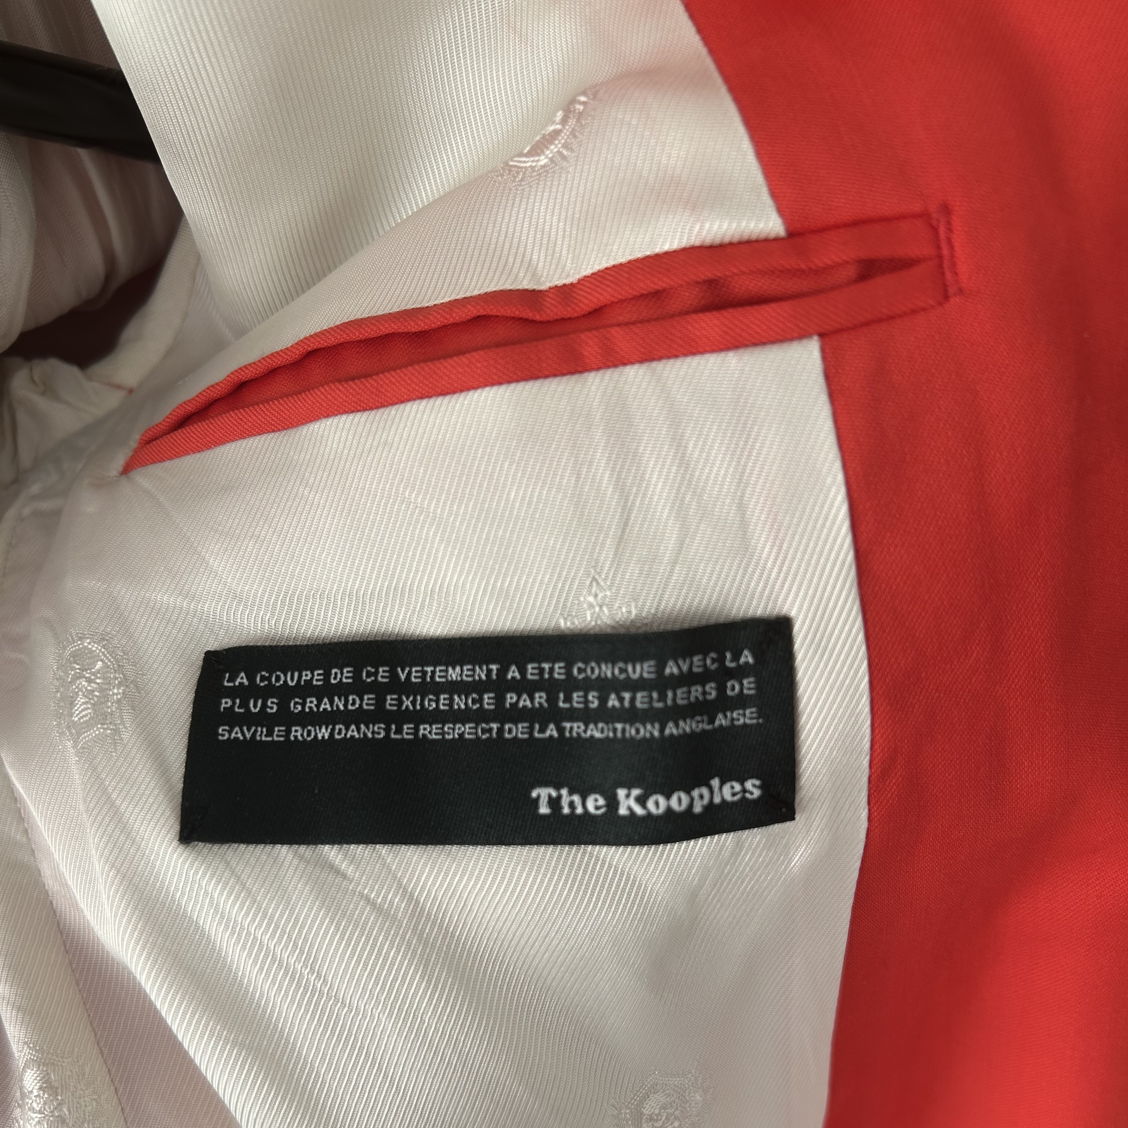 LA COUPE DE CE VETEMENT A ETE CONCUE AVEC LA
PLUS GRANDE EXIGENCE PAR LES ATELIERS DE
SAVILE ROW DANS LE RESPECT DE LA TRADITION ANGLAISE.
The Kooples